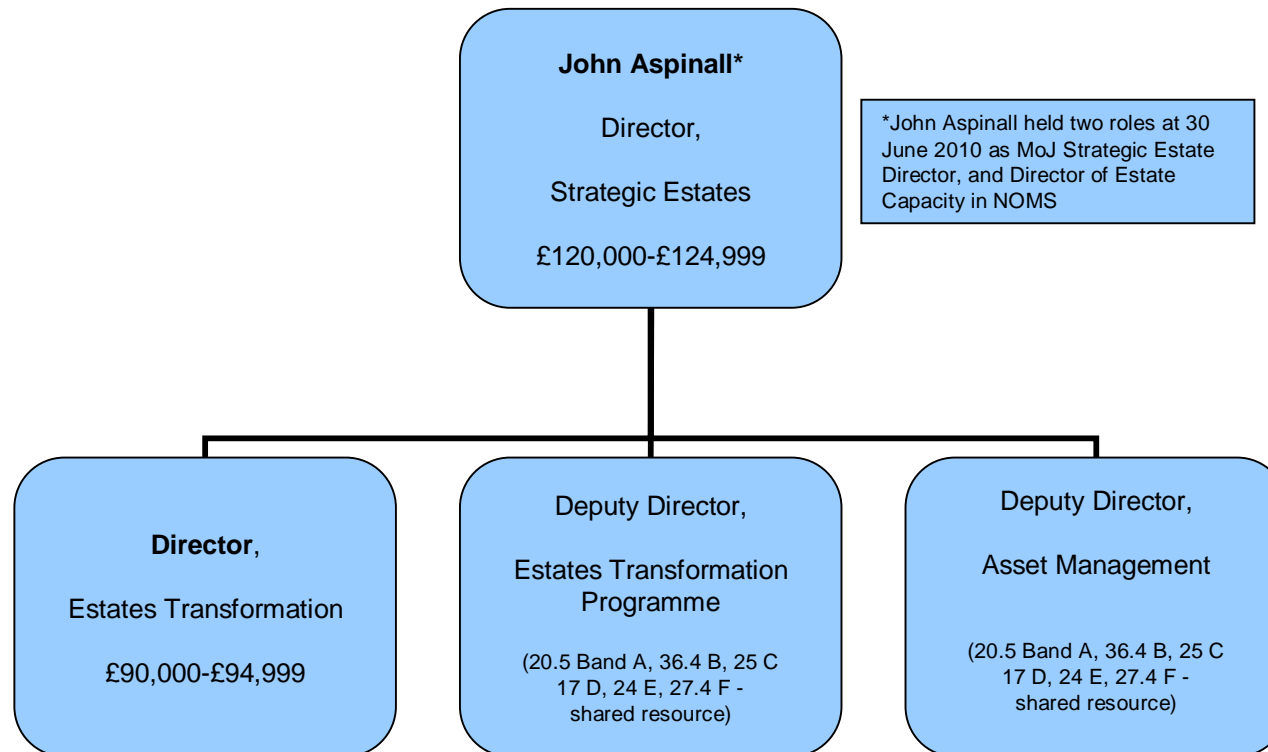 John Aspinall*
Director,
Strategic Estates
£120,000-£124,999
*John Aspinall held two roles at 30
June 2010 as MoJ Strategic Estate
Director, and Director of Estate
Capacity in NOMS
Director,
Estates Transformation
£90,000-£94,999
Deputy Director,
Estates Transformation
Programme
(20.5 Band A, 36.4 B, 25 C
17 D, 24 E, 27.4 F -
shared resource)
Deputy Director,
Asset Management
(20.5 Band A, 36.4 B, 25 C
17 D, 24 E, 27.4 F -
shared resource)